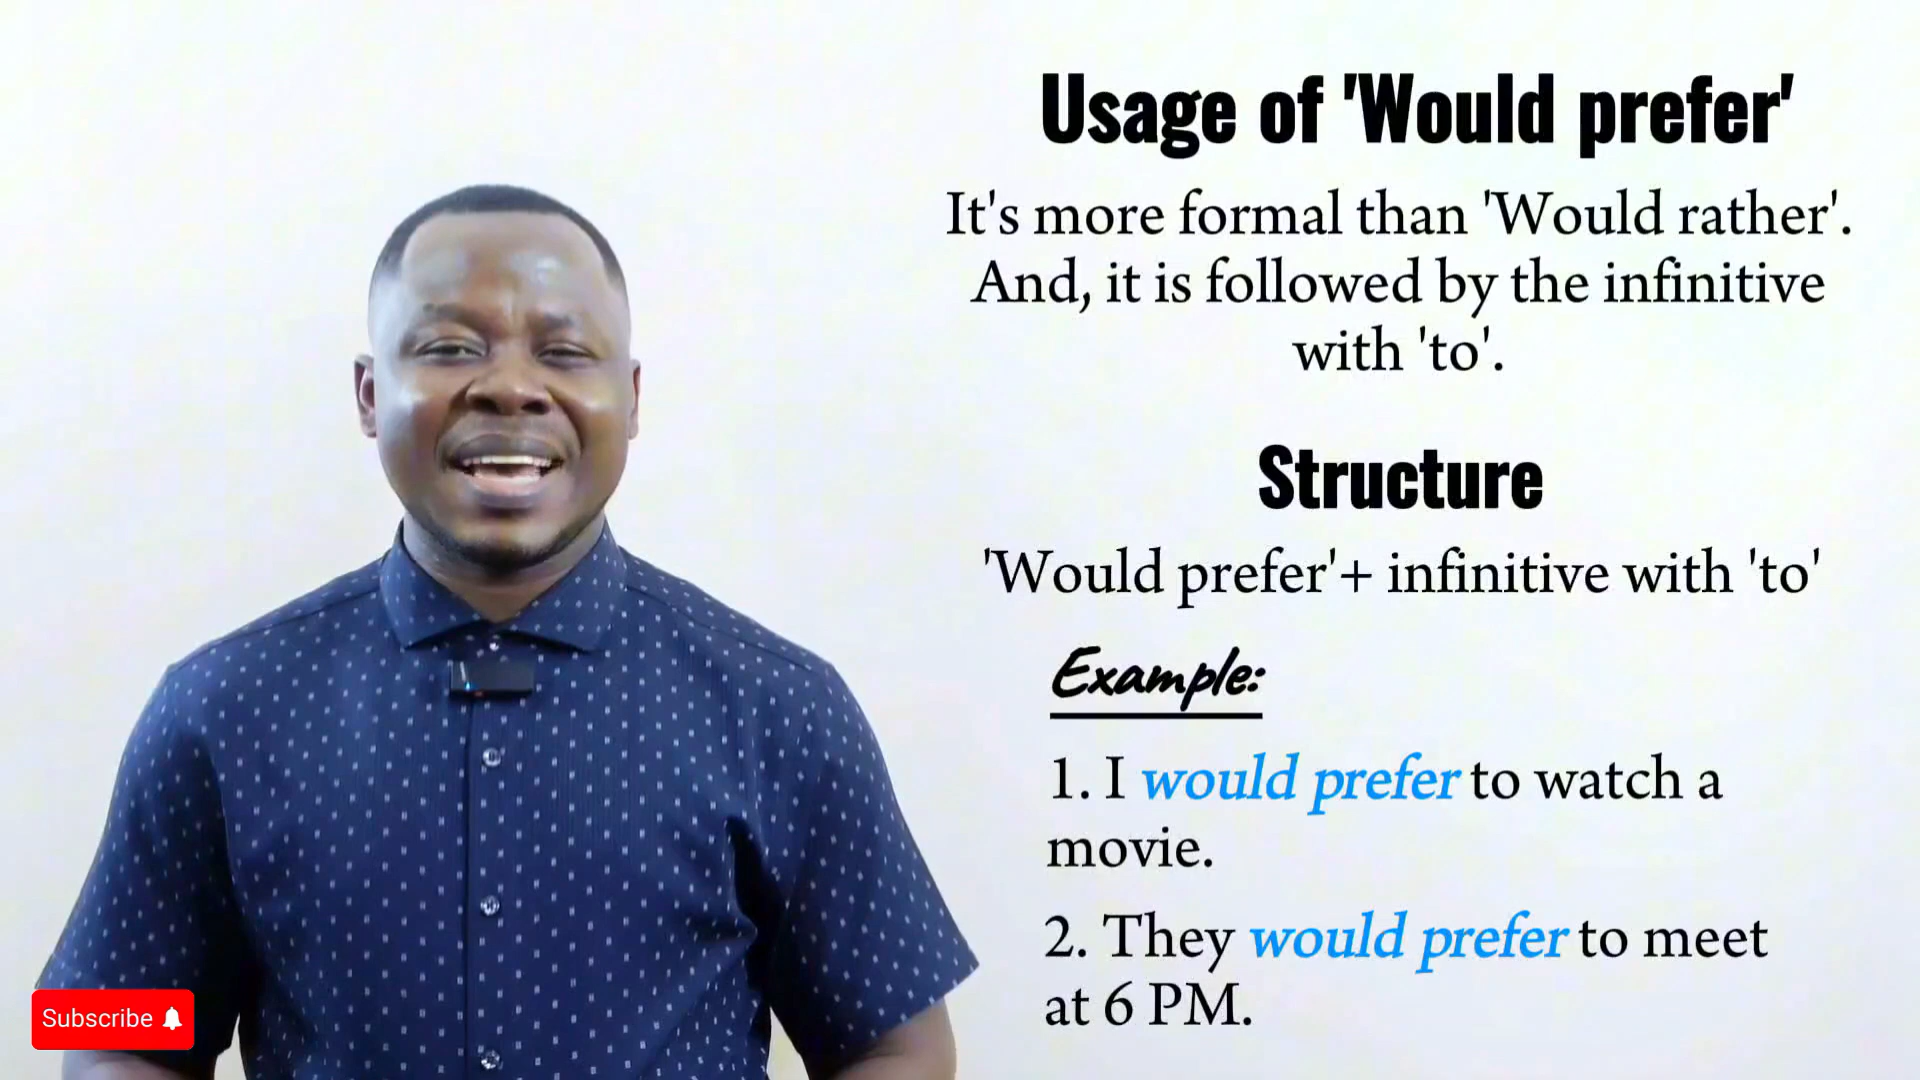 Usage of 'Would prefer'
It's more formal than 'Would rather'.
And, it is followed by the infinitive
with 'to'.
Structure
'Would prefer'+ infinitive with 'to'
Example:
1. I would prefer to watch a
movie.
2. They would prefer to meet
at 6 PM.
Subscribe